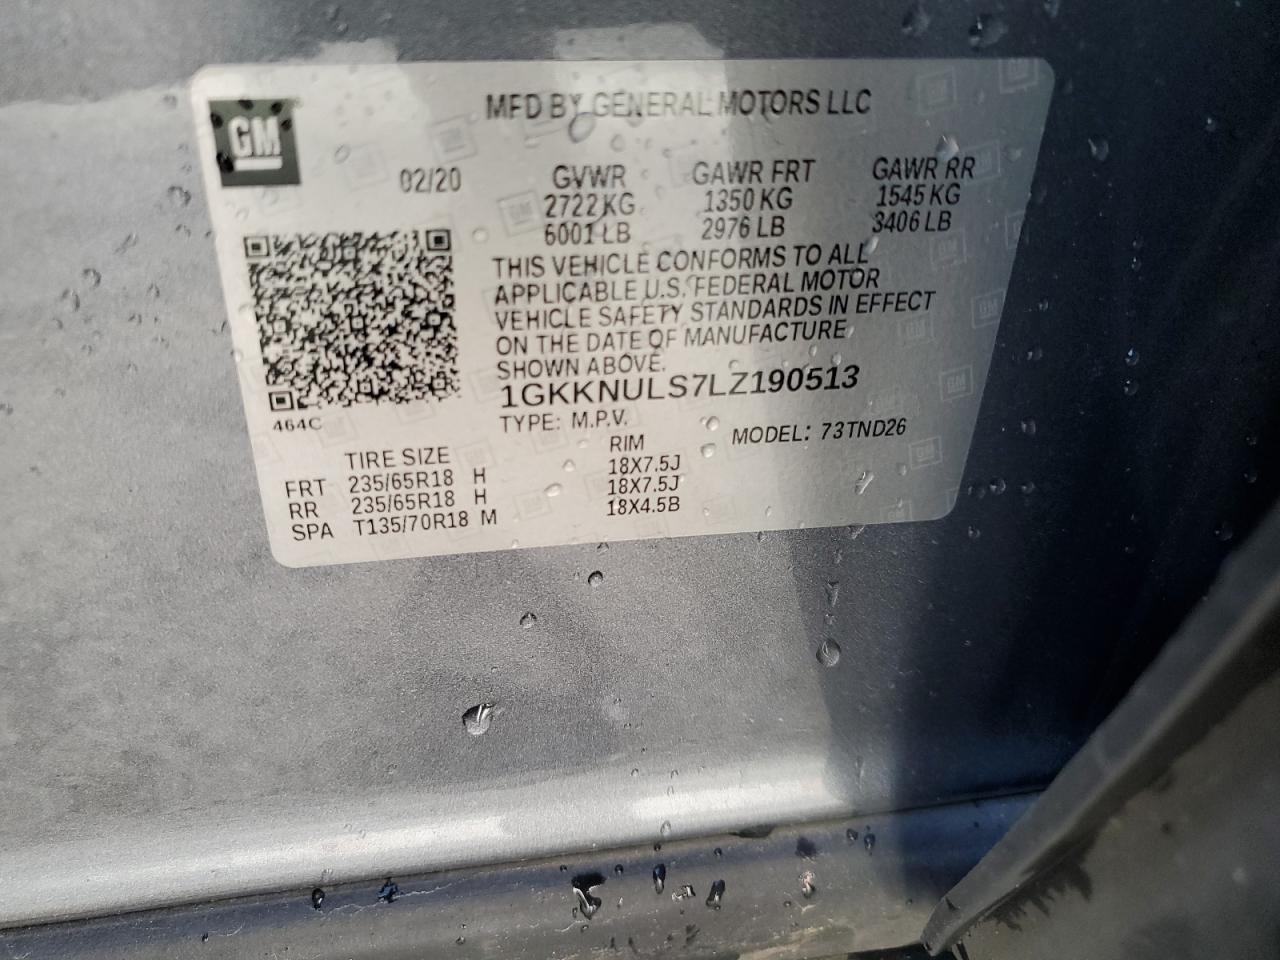 MFD BY GENERAL MOTORS LLC
GM
02/20 GVWR GAWR FRT GAWR RR
2722 KG 1350 KG 1545 KG
6001 LB 2976 LB 3406 LB
THIS VEHICLE CONFORMS TO ALL
APPLICABLE U.S. FEDERAL MOTOR
VEHICLE SAFETY STANDARDS IN EFFECT
ON THE DATE OF MANUFACTURE
SHOWN ABOVE.
1GKKNULS7LZ190513
464C
TYPE: M.P.V. MODEL: 73TND26
TIRE SIZE RIM
FRT 235/65R18 H 18X7.5J
RR 235/65R18 H 18X7.5J
SPA T135/70R18 M 18X4.5B